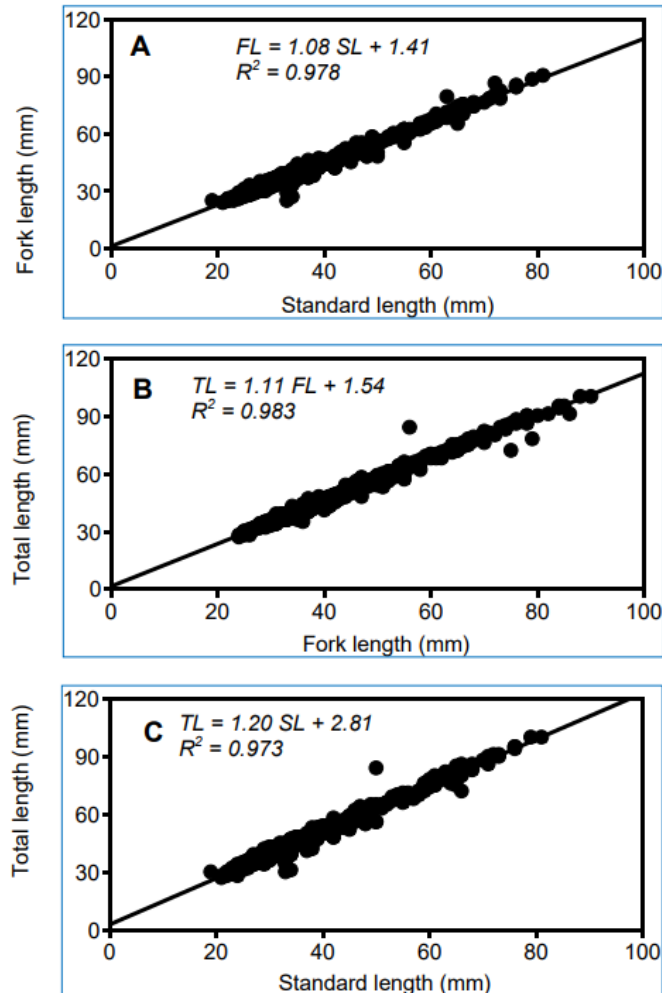 A
FL = 1.08 SL + 1.41
R² = 0.978
120
90
60
30
0
Fork length (mm)
0 20 40 60 80 100
Standard length (mm)
B
TL = 1.11 FL + 1.54
R² = 0.983
120
90
60
30
0
Total length (mm)
0 20 40 60 80 100
Fork length (mm)
C
TL = 1.20 SL + 2.81
R² = 0.973
120
90
60
30
0
Total length (mm)
0 20 40 60 80 100
Standard length (mm)